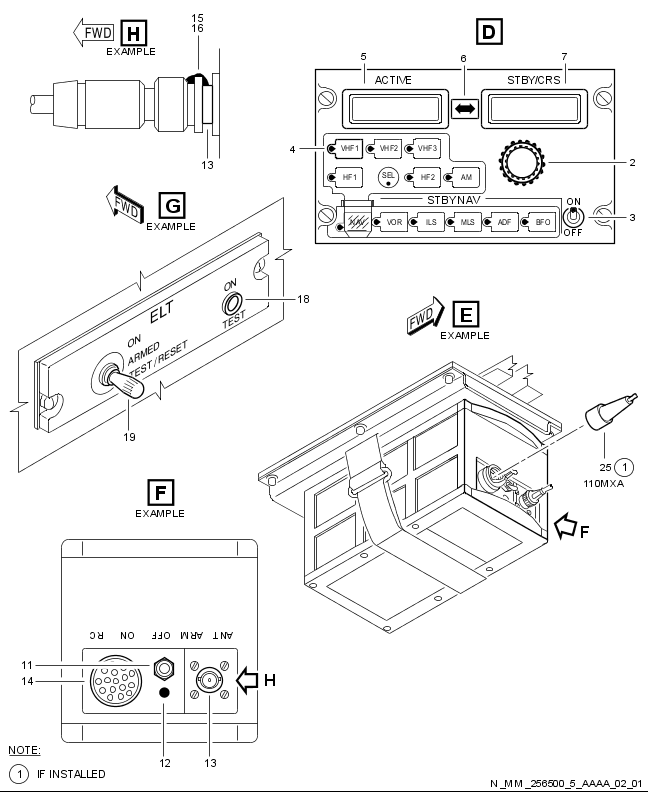 FWD
H
EXAMPLE
15
16
13
D
5
6
7
ACTIVE
STBY/CRS
4
VHF1
VHF2
VHF3
2
HF1
SEL
HF2
AM
STBYNAV
ON
3
NAV
VOR
ILS
MLS
ADF
BFO
OFF
FWD
G
EXAMPLE
ON
18
ELT
TEST
ON
ARMED
TEST/RESET
19
FWD
E
EXAMPLE
25 1
110MXA
F
F
EXAMPLE
RC
ON
OFF
ARM
ANT
11
14
H
12
13
NOTE:
1 IF INSTALLED
N_MM_256500_5_AAAA_02_01